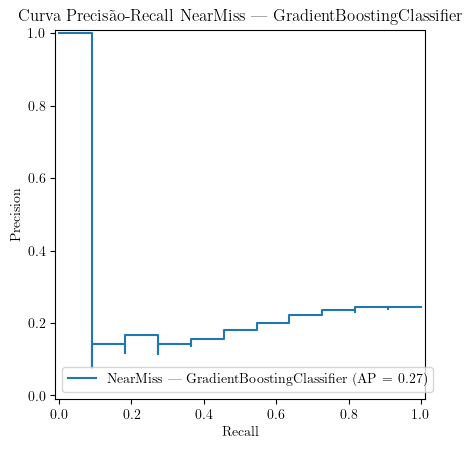 Curva Precisão-Recall NearMiss — GradientBoostingClassifier
1.0
0.8
0.6
0.4
0.2
0.0
Precision
NearMiss — GradientBoostingClassifier (AP = 0.27)
0.0 0.2 0.4 0.6 0.8 1.0
Recall